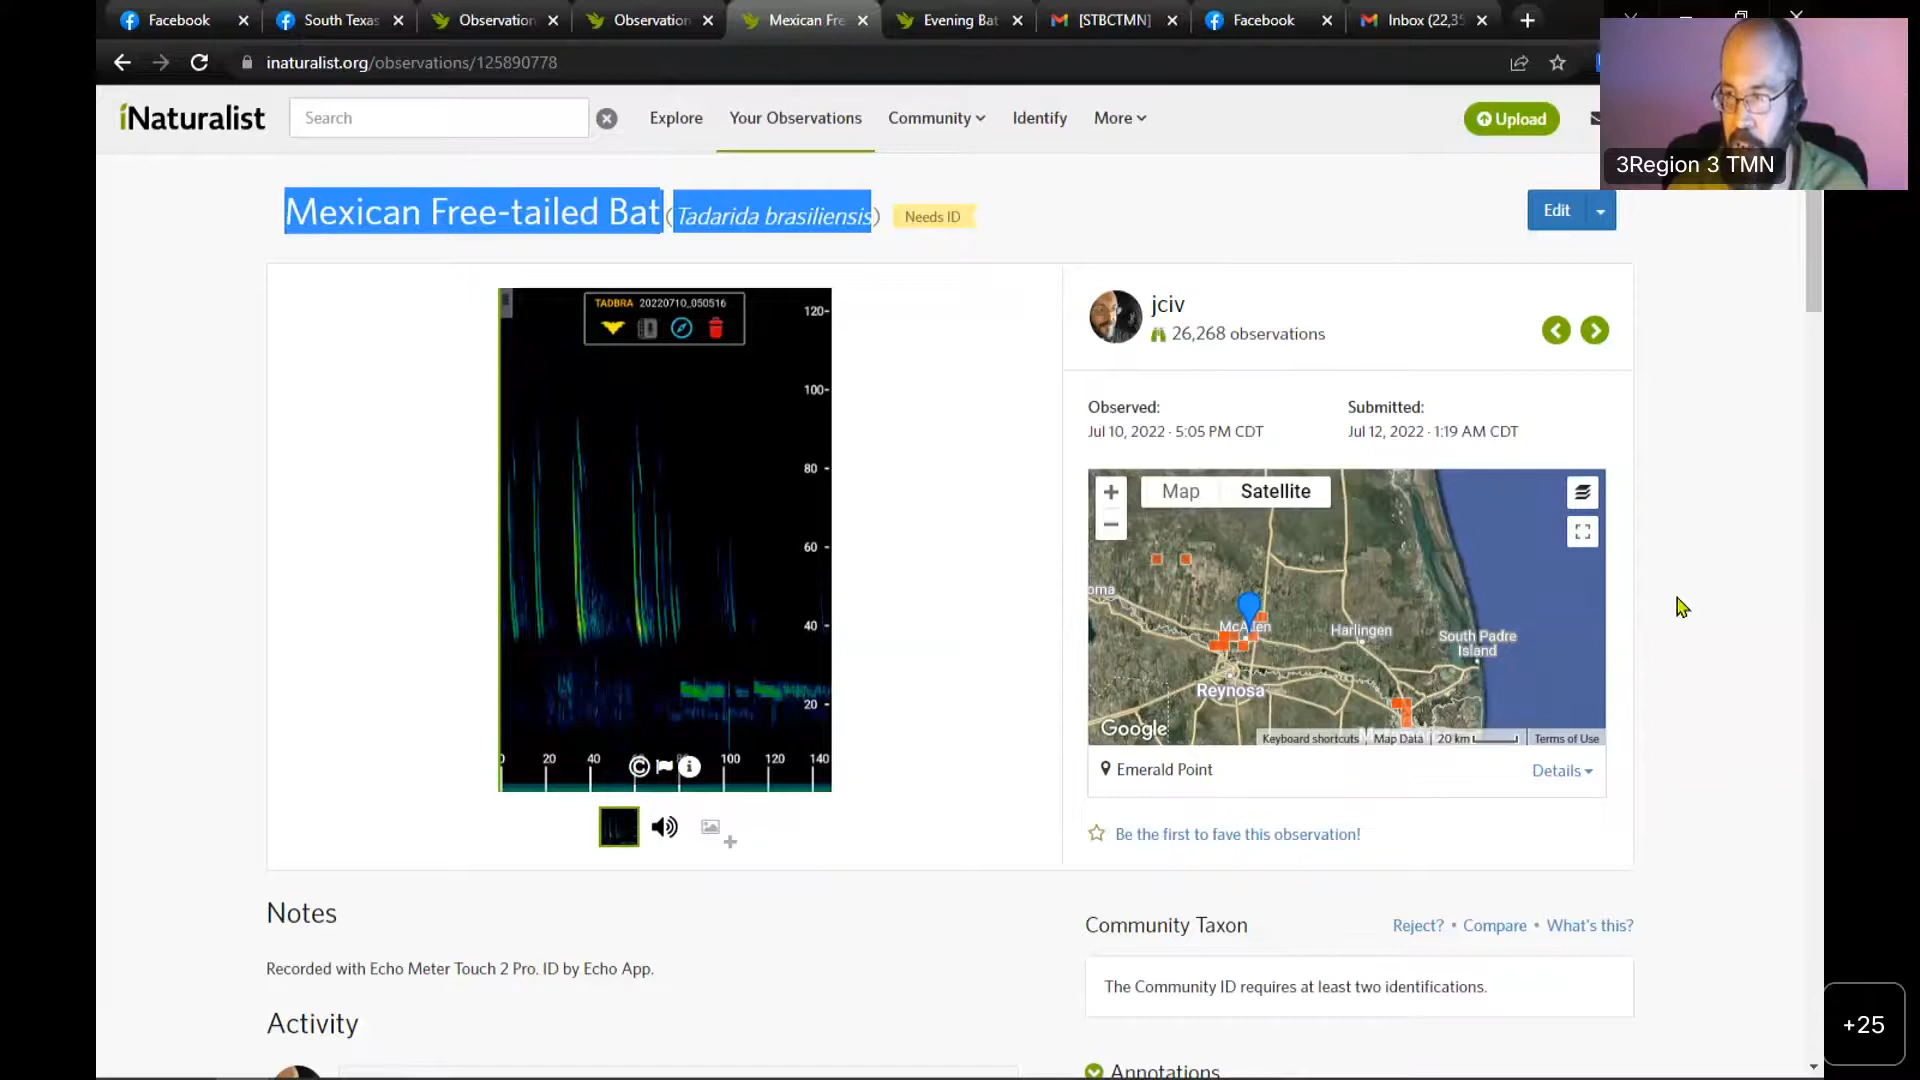 Facebook
South Texas
Observation
Observation
Mexican Fre
Evening Bat
[STBCTMN]
Facebook
Inbox (22,35
inaturalist.org/observations/125890778
iNaturalist
Search
Explore
Your Observations
Community
Identify
More
Upload
3Region 3 TMN
Mexican Free-tailed Bat (Tadarida brasiliensis)
Needs ID
Edit
TADBRA 20220710_050516
120-
100-
80 -
60 -
40 -
20 -
20 40 100 120 140
jciv
26,268 observations
Observed:
Jul 10, 2022 · 5:05 PM CDT
Submitted:
Jul 12, 2022 · 1:19 AM CDT
Map
Satellite
oma
McAllen
Harlingen
South Padre
Island
Reynosa
Google
Keyboard shortcuts
Map Data
20 km
Terms of Use
Emerald Point
Details
Be the first to fave this observation!
Notes
Recorded with Echo Meter Touch 2 Pro. ID by Echo App.
Activity
Community Taxon
Reject? • Compare • What's this?
The Community ID requires at least two identifications.
Annotations
+25